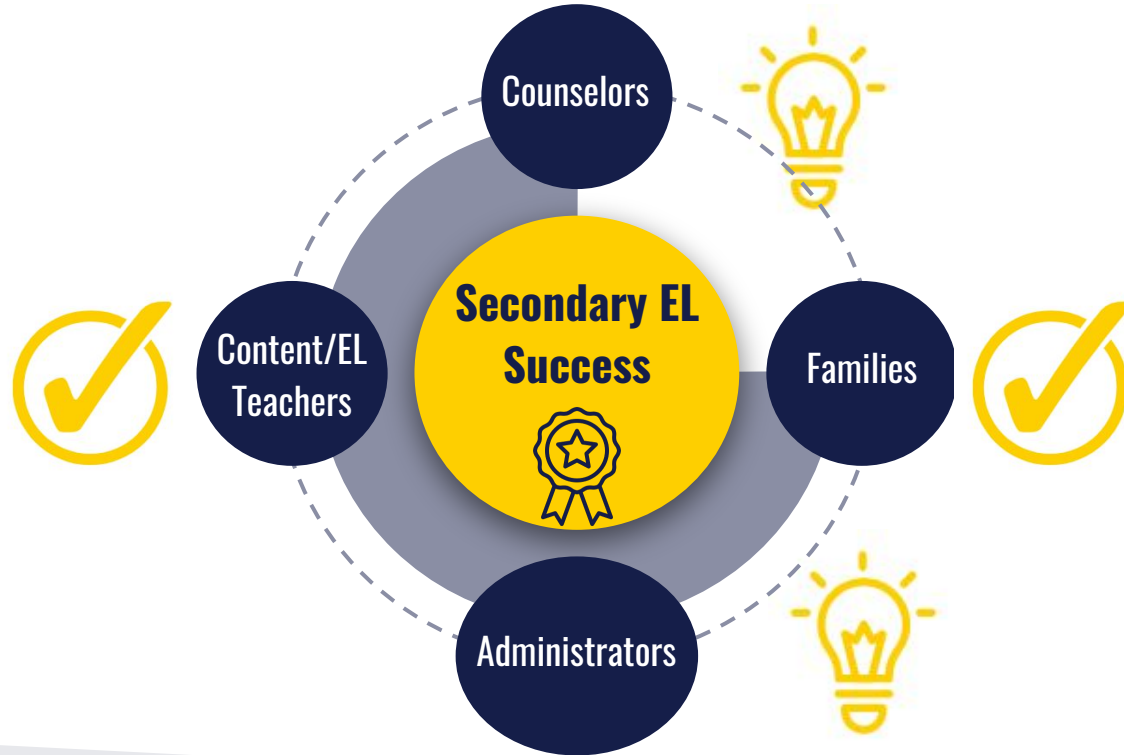 Counselors
Secondary EL
Success
Content/EL
Teachers
Families
Administrators